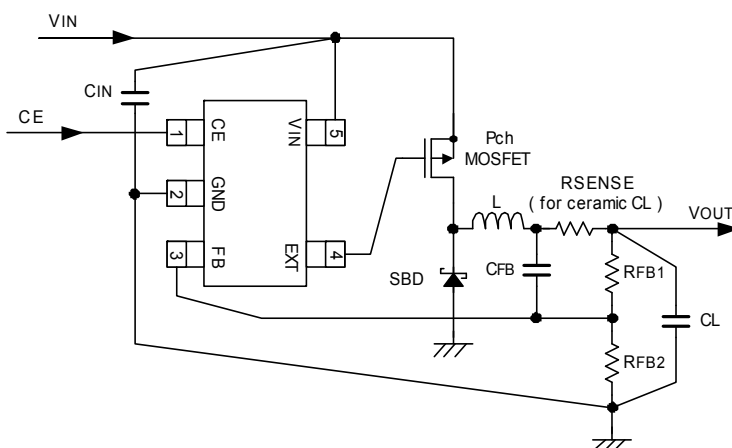 VIN
CIN
CE
1
CE
VIN
5
Pch
MOSFET
2
GND
RSENSE
( for ceramic CL )
L
VOUT
3
FB
EXT
4
SBD
CFB
RFB1
CL
RFB2